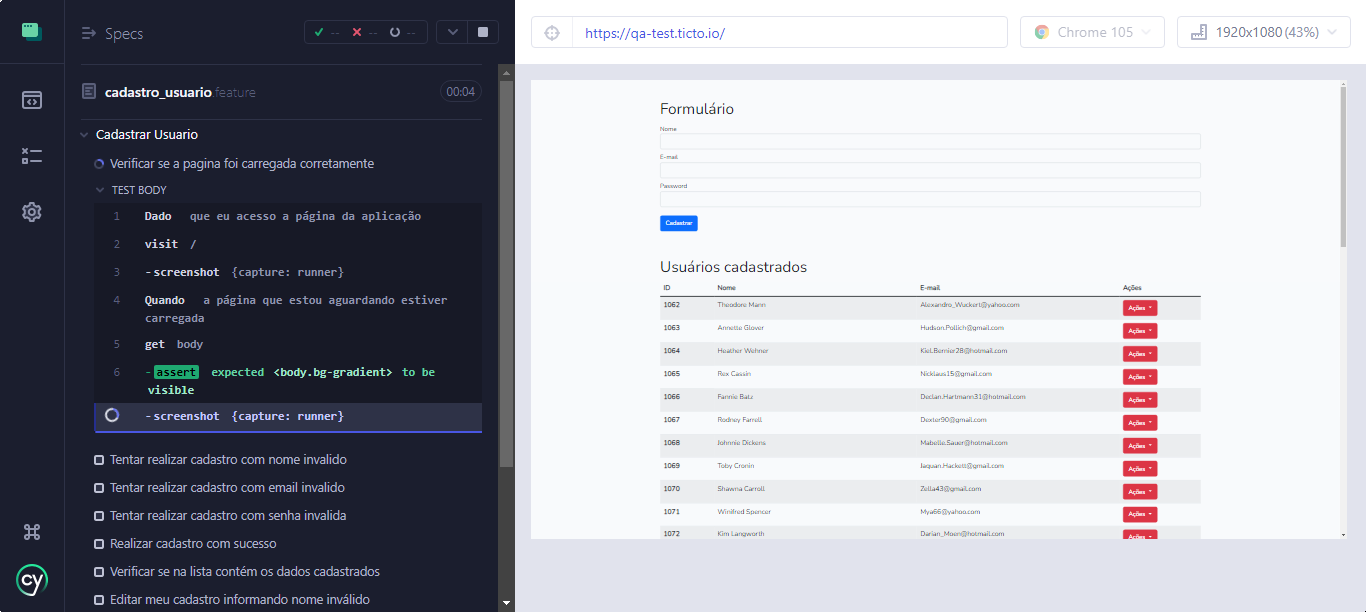 Specs
-- -- --
cadastro_usuario.feature
00:04
Cadastrar Usuario
Verificar se a pagina foi carregada corretamente
TEST BODY
1 Dado que eu acesso a página da aplicação
2 visit /
3 -screenshot {capture: runner}
4 Quando a página que estou aguardando estiver
carregada
5 get body
6 -assert expected <body.bg-gradient> to be
visible
-screenshot {capture: runner}
Tentar realizar cadastro com nome invalido
Tentar realizar cadastro com email invalido
Tentar realizar cadastro com senha invalida
Realizar cadastro com sucesso
Verificar se na lista contém os dados cadastrados
Editar meu cadastro informando nome inválido
cy
https://qa-test.ticto.io/
Chrome 105
1920x1080 (43%)
Formulário
Nome
E-mail
Password
Cadastrar
Usuários cadastrados
ID Nome E-mail Ações
1062 Theodore Mann Alexandro_Wuckert@yahoo.com Ações
1063 Annette Glover Hudson.Pollich@gmail.com Ações
1064 Heather Wehner Kiel.Bernier28@hotmail.com Ações
1065 Rex Cassin Nicklaus15@gmail.com Ações
1066 Fannie Batz Declan.Hartmann31@hotmail.com Ações
1067 Rodney Farrell Dexter90@gmail.com Ações
1068 Johnnie Dickens Mabelle.Sauer@hotmail.com Ações
1069 Toby Cronin Jaquan.Hackett@gmail.com Ações
1070 Shawna Carroll Zella43@gmail.com Ações
1071 Winifred Spencer Mya66@yahoo.com Ações
1072 Kim Langworth Darian_Moen@hotmail.com Ações